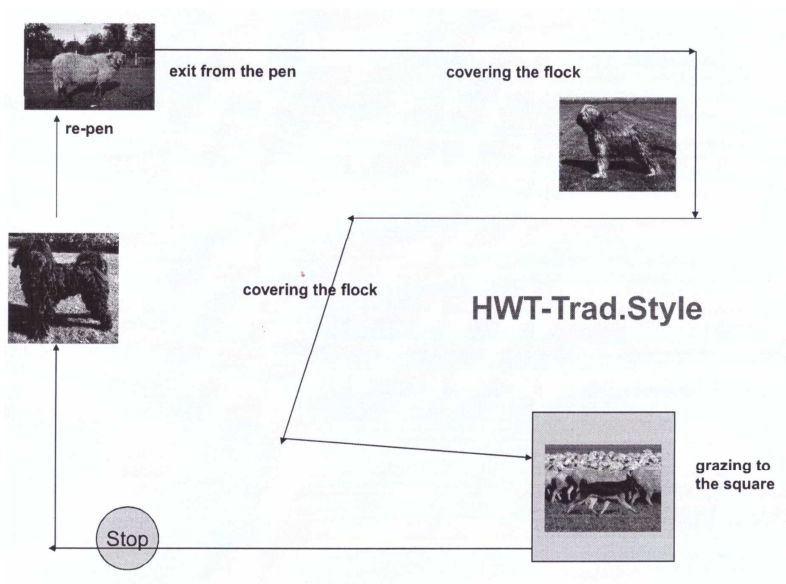 exit from the pen
covering the flock
re-pen
covering the flock
HWT-Trad.Style
grazing to
the square
Stop